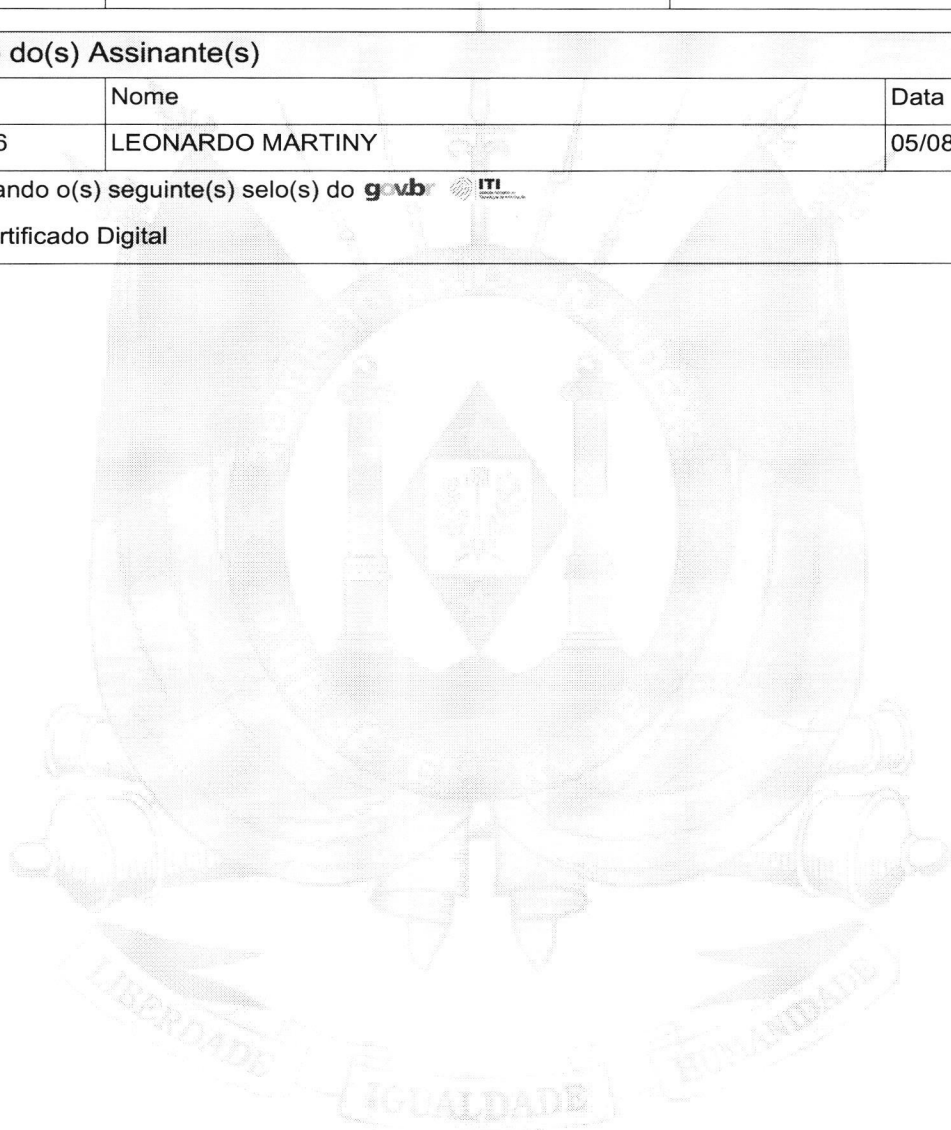 do(s) Assinante(s)
Nome Data
6 LEONARDO MARTINY 05/08
ando o(s) seguinte(s) selo(s) do gov.br ITI
rtificado Digital
LIBERDADE
IGUALDADE
HUMANIDADE